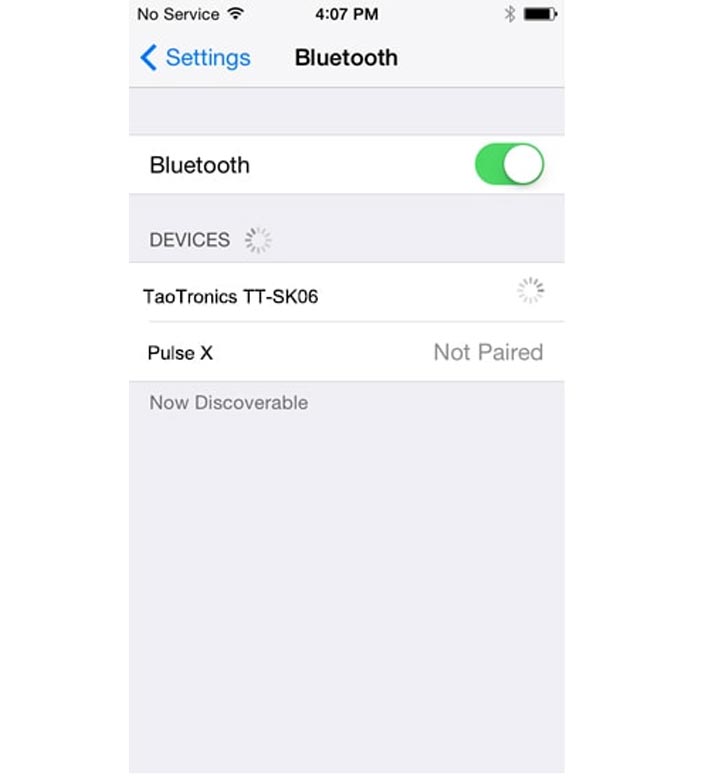 No Service 4:07 PM
Settings Bluetooth
Bluetooth
DEVICES
TaoTronics TT-SK06
Pulse X Not Paired
Now Discoverable